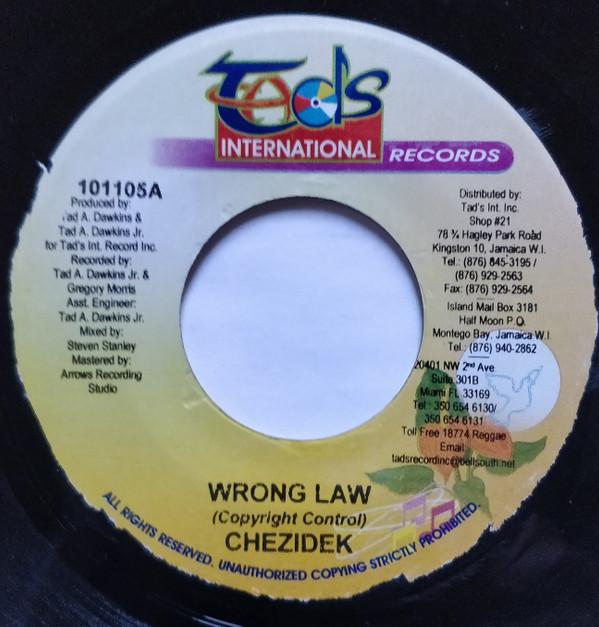 Tads
INTERNATIONAL
RECORDS
101105A
Produced by:
Tad A. Dawkins &
Tad A. Dawkins Jr.
for Tad's Int. Record Inc.
Recorded by:
Tad A. Dawkins Jr. &
Gregory Morris
Asst. Engineer:
Tad A. Dawkins Jr.
Mixed by:
Steven Stanley
Mastered by:
Arrows Recording
Studio
Distributed by:
Tad's Int. Inc.
Shop #21
78 ¾ Hagley Park Road
Kingston 10, Jamaica W.I.
Tel.: (876) 845-3195 /
(876) 929-2563
Fax: (876) 929-2564
Island Mail Box 3181
Half Moon P.O.
Montego Bay, Jamaica W.I.
Tel.: (876) 940-2862
20401 NW 2nd Ave
Suite 301B
Miami FL 33169
Tel.: 350 654 6130/
350 654 6131
Toll Free 18774 Reggae
Email
tadsrecordinc@bellsouth.net
WRONG LAW
(Copyright Control)
CHEZIDEK
ALL RIGHTS RESERVED. UNAUTHORIZED COPYING STRICTLY PROHIBITED.